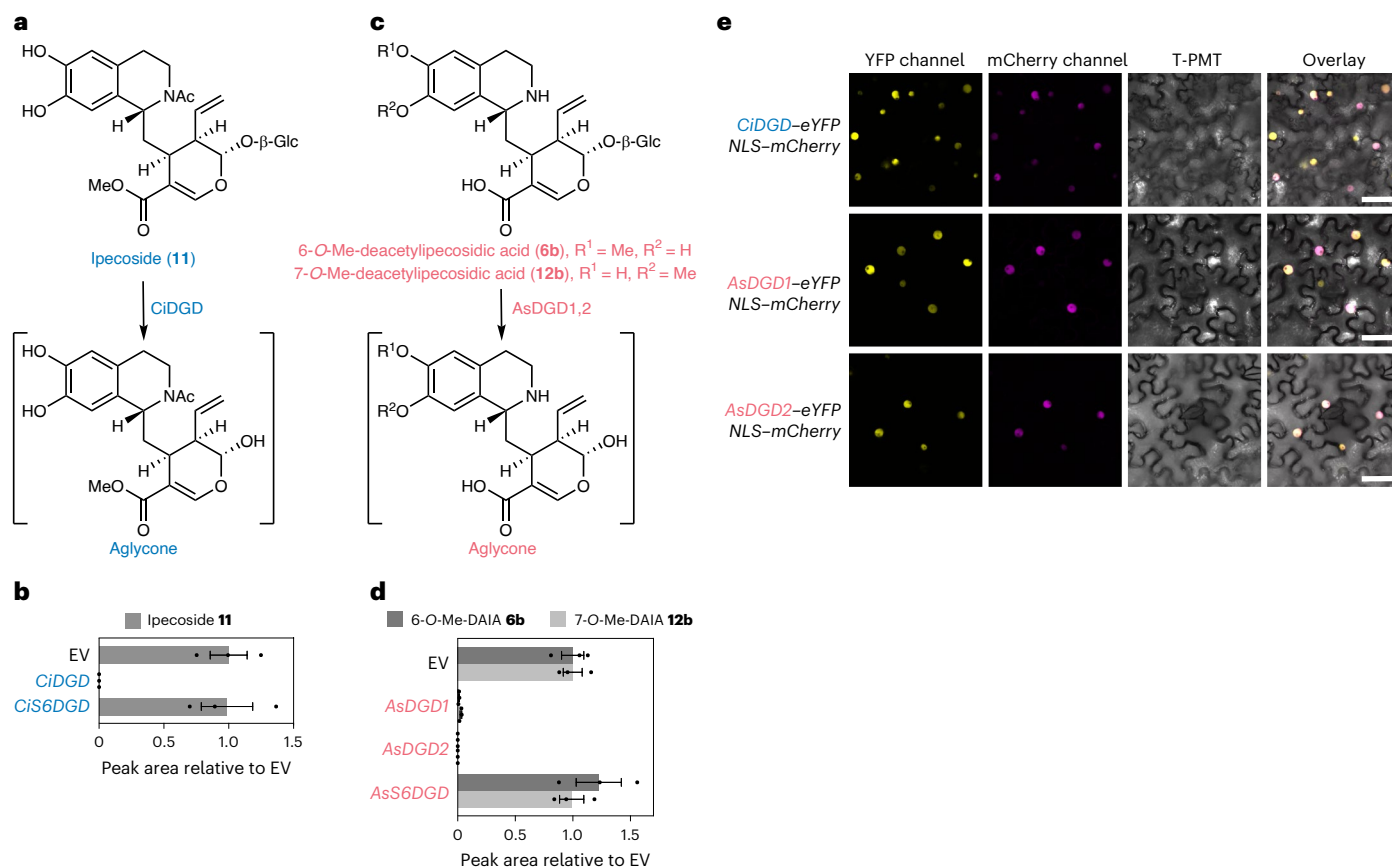 a
HO
HO
NAc
H
H
O-β-Glc
H
MeO
O
O
Ipecoside (11)
CiDGD
HO
HO
NAc
H
H
OH
H
MeO
O
O
Aglycone
b
Ipecoside 11
EV
CiDGD
CiS6DGD
0 0.5 1.0 1.5
Peak area relative to EV
c
R¹O
R²O
NH
H
H
O-β-Glc
H
HO
O
O
6-O-Me-deacetylipecosidic acid (6b), R¹ = Me, R² = H
7-O-Me-deacetylipecosidic acid (12b), R¹ = H, R² = Me
AsDGD1,2
R¹O
R²O
NH
H
H
OH
H
HO
O
O
Aglycone
d
6-O-Me-DAIA 6b 7-O-Me-DAIA 12b
EV
AsDGD1
AsDGD2
AsS6DGD
0 0.5 1.0 1.5
Peak area relative to EV
e
YFP channel mCherry channel T-PMT Overlay
CiDGD–eYFP
NLS–mCherry
AsDGD1–eYFP
NLS–mCherry
AsDGD2–eYFP
NLS–mCherry